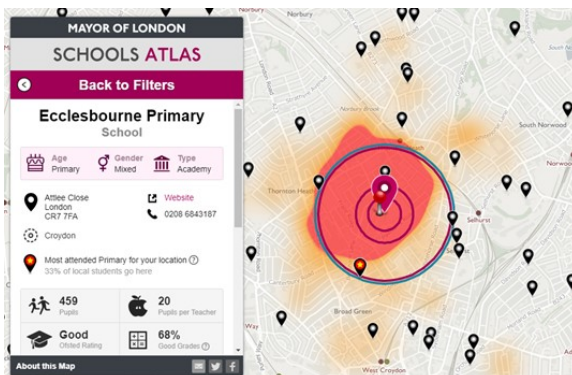 MAYOR OF LONDON
SCHOOLS ATLAS
Back to Filters
Ecclesbourne Primary
School
Age
Primary
Gender
Mixed
Type
Academy
Attlee Close
London
CR7 7FA
Website
0208 6843187
Croydon
Most attended Primary for your location
33% of local students go here
459
Pupils
20
Pupils per Teacher
Good
Ofsted Rating
68%
Good Grades
About this Map
Norbury Brook
South Norwood
Thornton Heath
Selhurst
Broad Green
West Croydon